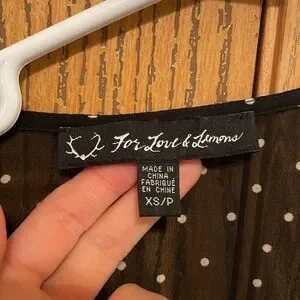 For Love & Lemons
MADE IN
CHINA
FABRIQUÉ
EN CHINE
XS/P